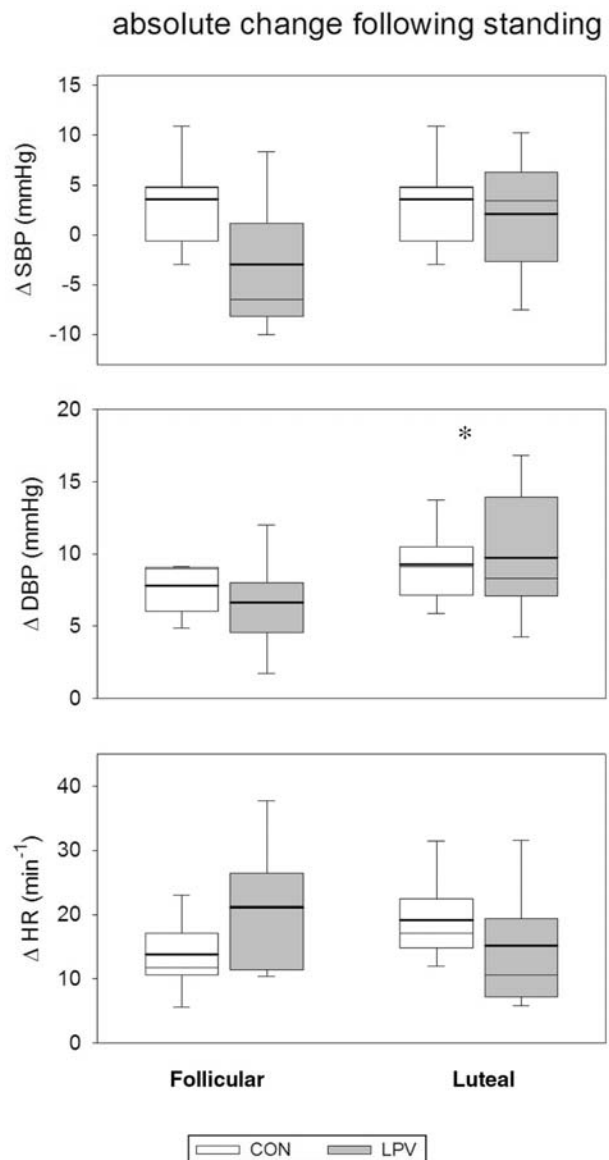 absolute change following standing
15
10
5
0
-5
-10
Δ SBP (mmHg)
20
15
10
5
0
Δ DBP (mmHg)
*
40
30
20
10
0
Δ HR (min⁻¹)
Follicular Luteal
CON LPV